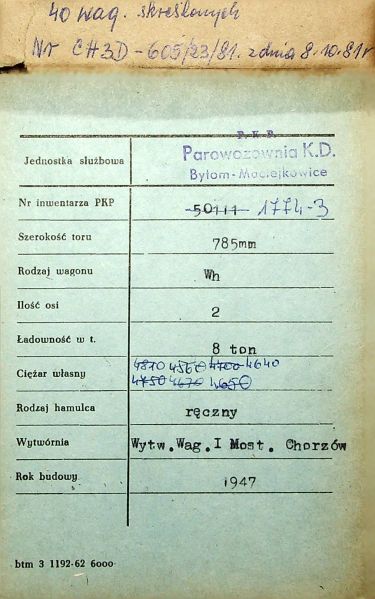 40 wag. skreślonych
Nr CH3D-605/23/81. z dnia 8.10.81r
P.K.P.
Jednostka służbowa Parowozownia K.D.
Bytom-Maciejkowice
Nr inwentarza PKP 50111 1774-3
Szerokość toru 785mm
Rodzaj wagonu Wh
Ilość osi 2
Ładowność w t. 8 ton
4810 4560 4700 4640
Ciężar własny
4750 4670 4650
Rodzaj hamulca ręczny
Wytwórnia Wytw.Wag.I Most. Chorzów
Rok budowy 1947
btm 3 1192-62 6000